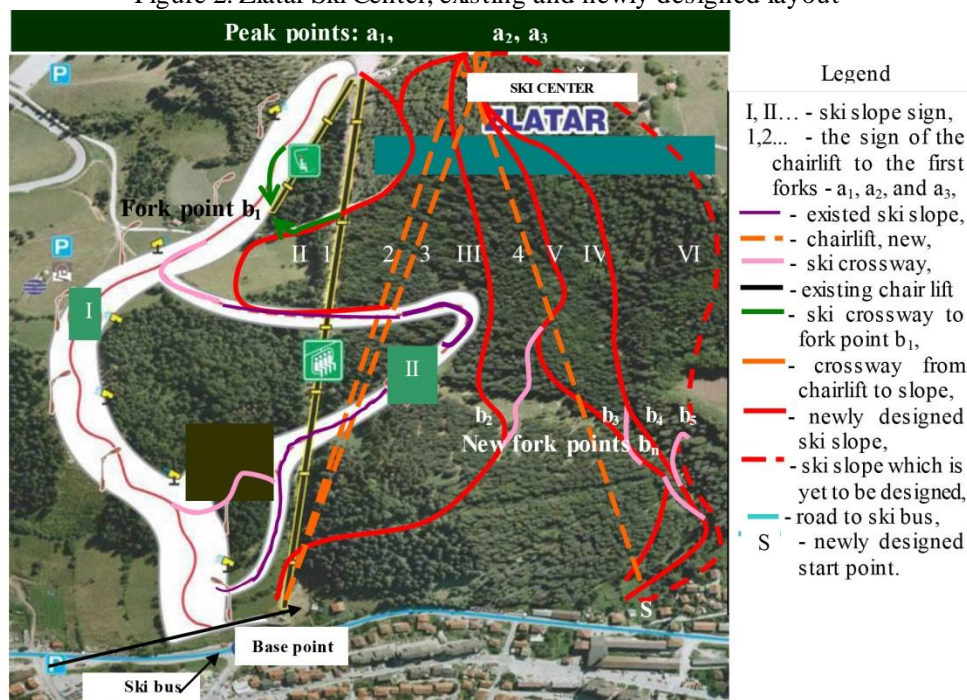 Figure 2. Zlatar Ski Center, existing and newly designed layout
Peak points: a1, a2, a3
SKI CENTER
ZLATAR
P
Fork point b1
II 1 2 3 III 4 V IV VI
P
I
II
b2 b3 b4 b5
New fork points bn
S
Base point
P
Ski bus
Legend
I, II... - ski slope sign,
1,2... - the sign of the
chairlift to the first
forks - a1, a2, and a3,
- existed ski slope,
- chairlift, new,
- ski crossway,
- existing chair lift
- ski crossway to
fork point b1,
- crossway from
chairlift to slope,
- newly designed
ski slope,
- ski slope which is
yet to be designed,
- road to ski bus,
S - newly designed
start point.